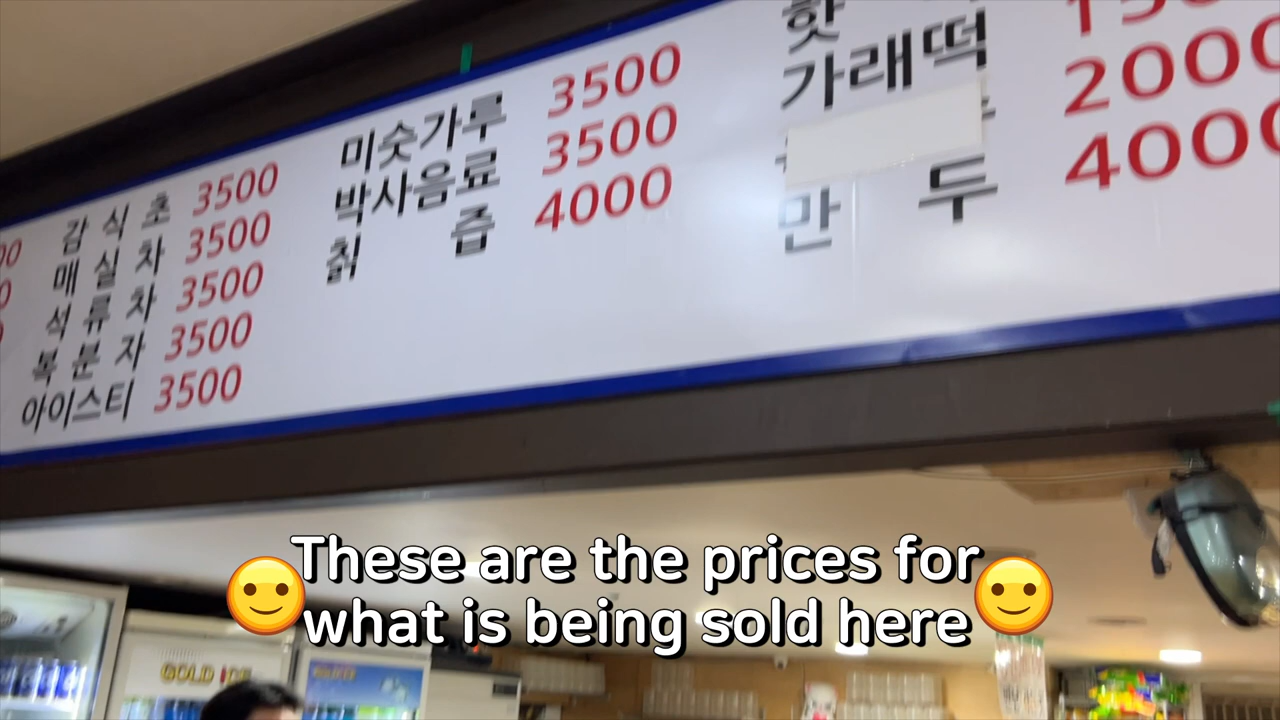 감식초 3500
매실차 3500
석류차 3500
복분자 3500
아이스티 3500
미숫가루 3500
박사음료 3500
칡즙 4000
핫
가래떡 2000
만두 4000
These are the prices for
what is being sold here
GOLD ICE